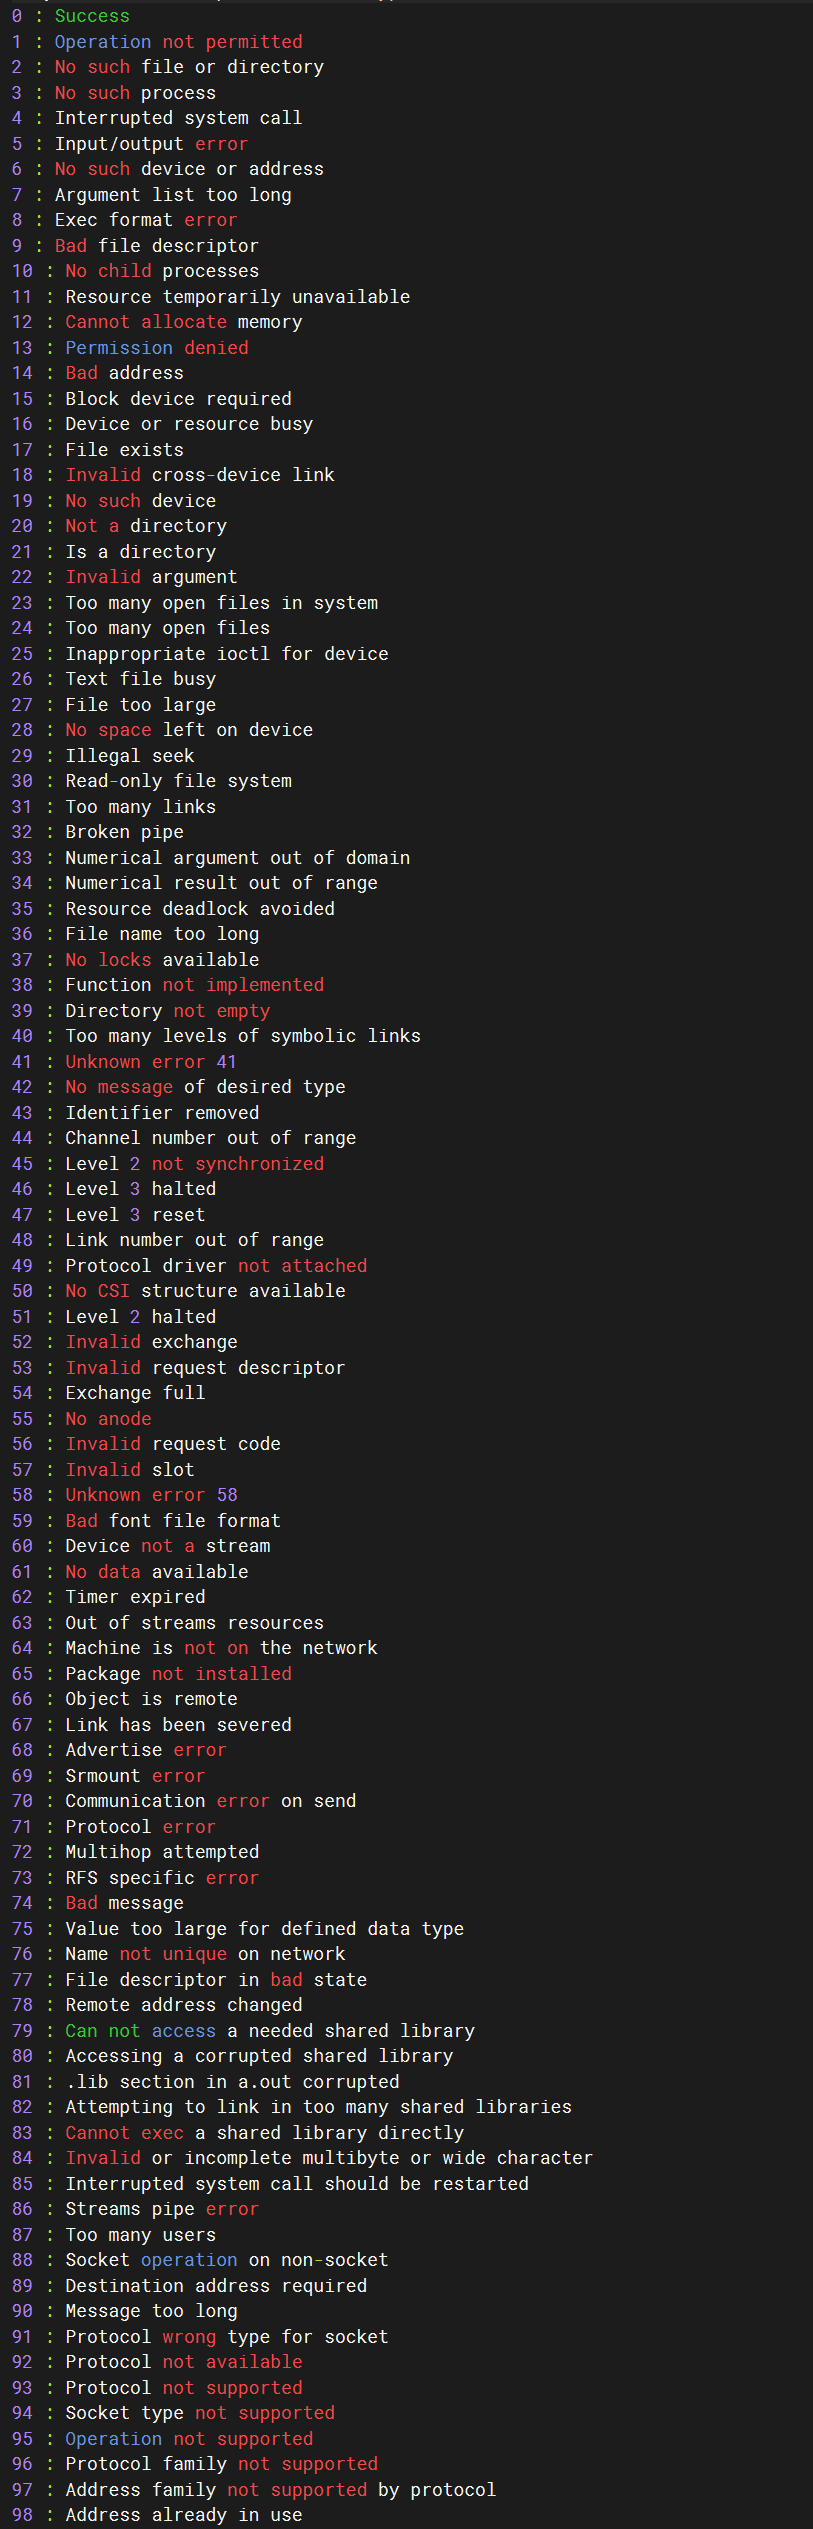 0 : Success
1 : Operation not permitted
2 : No such file or directory
3 : No such process
4 : Interrupted system call
5 : Input/output error
6 : No such device or address
7 : Argument list too long
8 : Exec format error
9 : Bad file descriptor
10 : No child processes
11 : Resource temporarily unavailable
12 : Cannot allocate memory
13 : Permission denied
14 : Bad address
15 : Block device required
16 : Device or resource busy
17 : File exists
18 : Invalid cross-device link
19 : No such device
20 : Not a directory
21 : Is a directory
22 : Invalid argument
23 : Too many open files in system
24 : Too many open files
25 : Inappropriate ioctl for device
26 : Text file busy
27 : File too large
28 : No space left on device
29 : Illegal seek
30 : Read-only file system
31 : Too many links
32 : Broken pipe
33 : Numerical argument out of domain
34 : Numerical result out of range
35 : Resource deadlock avoided
36 : File name too long
37 : No locks available
38 : Function not implemented
39 : Directory not empty
40 : Too many levels of symbolic links
41 : Unknown error 41
42 : No message of desired type
43 : Identifier removed
44 : Channel number out of range
45 : Level 2 not synchronized
46 : Level 3 halted
47 : Level 3 reset
48 : Link number out of range
49 : Protocol driver not attached
50 : No CSI structure available
51 : Level 2 halted
52 : Invalid exchange
53 : Invalid request descriptor
54 : Exchange full
55 : No anode
56 : Invalid request code
57 : Invalid slot
58 : Unknown error 58
59 : Bad font file format
60 : Device not a stream
61 : No data available
62 : Timer expired
63 : Out of streams resources
64 : Machine is not on the network
65 : Package not installed
66 : Object is remote
67 : Link has been severed
68 : Advertise error
69 : Srmount error
70 : Communication error on send
71 : Protocol error
72 : Multihop attempted
73 : RFS specific error
74 : Bad message
75 : Value too large for defined data type
76 : Name not unique on network
77 : File descriptor in bad state
78 : Remote address changed
79 : Can not access a needed shared library
80 : Accessing a corrupted shared library
81 : .lib section in a.out corrupted
82 : Attempting to link in too many shared libraries
83 : Cannot exec a shared library directly
84 : Invalid or incomplete multibyte or wide character
85 : Interrupted system call should be restarted
86 : Streams pipe error
87 : Too many users
88 : Socket operation on non-socket
89 : Destination address required
90 : Message too long
91 : Protocol wrong type for socket
92 : Protocol not available
93 : Protocol not supported
94 : Socket type not supported
95 : Operation not supported
96 : Protocol family not supported
97 : Address family not supported by protocol
98 : Address already in use